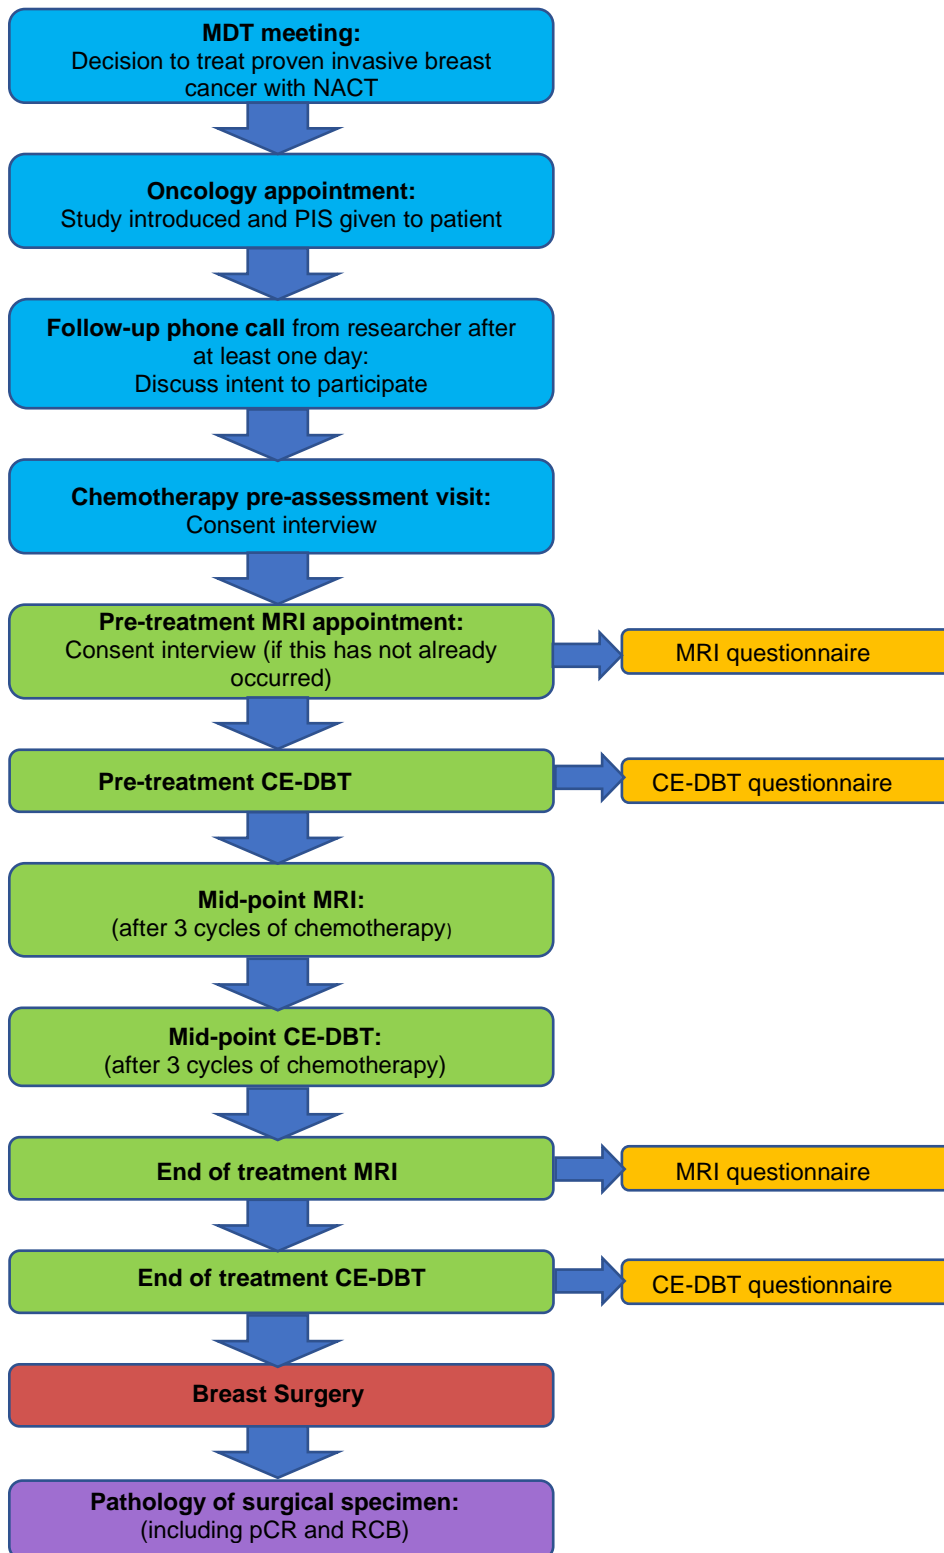 MDT meeting:
Decision to treat proven invasive breast
cancer with NACT
Oncology appointment:
Study introduced and PIS given to patient
Follow-up phone call from researcher after
at least one day:
Discuss intent to participate
Chemotherapy pre-assessment visit:
Consent interview
Pre-treatment MRI appointment:
Consent interview (if this has not already
occurred)
MRI questionnaire
Pre-treatment CE-DBT
CE-DBT questionnaire
Mid-point MRI:
(after 3 cycles of chemotherapy)
Mid-point CE-DBT:
(after 3 cycles of chemotherapy)
End of treatment MRI
MRI questionnaire
End of treatment CE-DBT
CE-DBT questionnaire
Breast Surgery
Pathology of surgical specimen:
(including pCR and RCB)